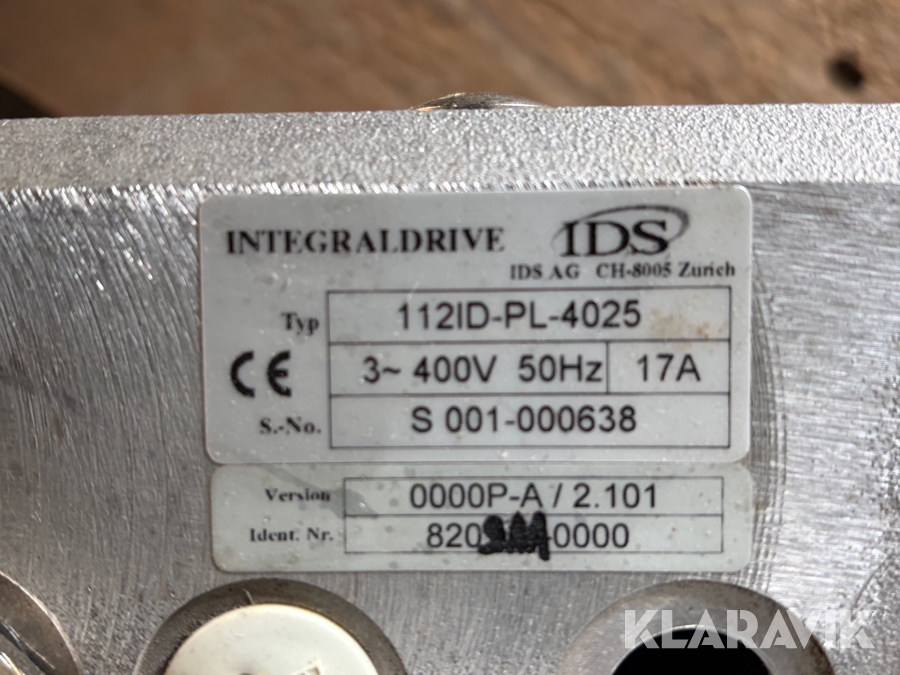 INTEGRALDRIVE IDS
IDS AG CH-8005 Zurich
Typ 112ID-PL-4025
CE 3~ 400V 50Hz 17A
S.-No. S 001-000638
Version 0000P-A / 2.101
Ident. Nr. 820 0000
KLARAVIK